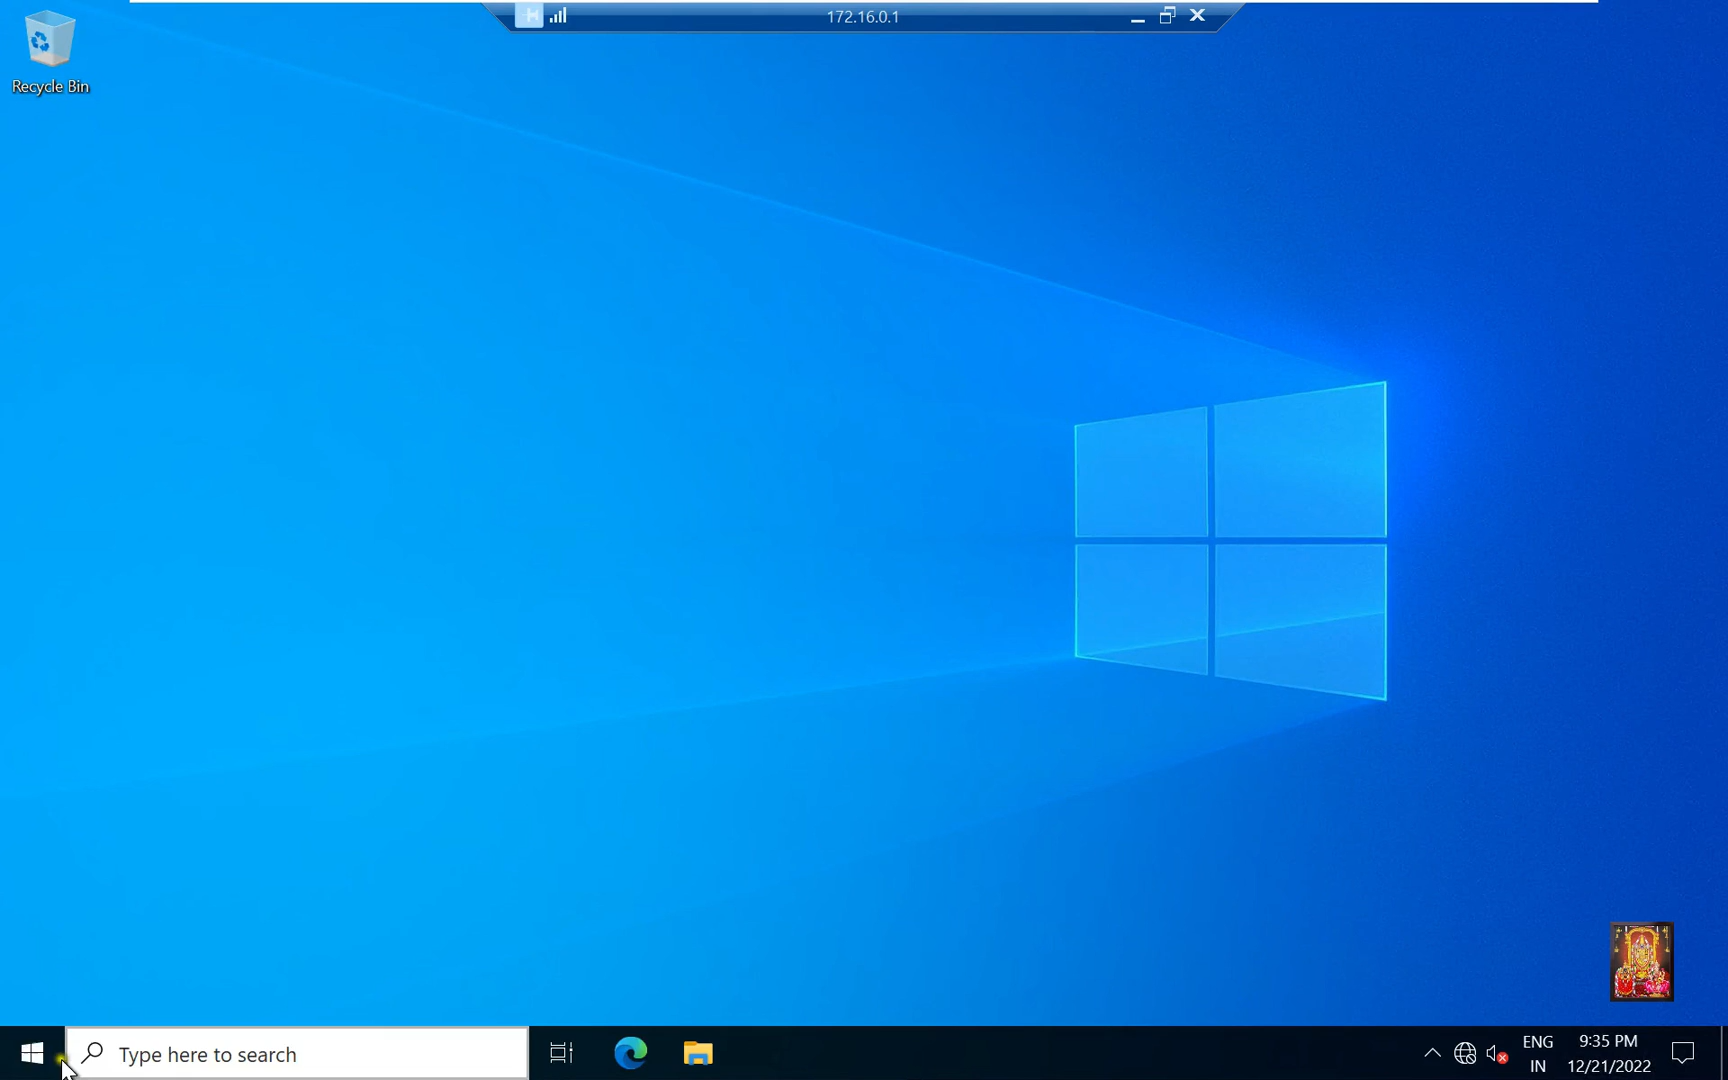 172.16.0.1
Recycle Bin
Type here to search
ENG
IN
9:35 PM
12/21/2022